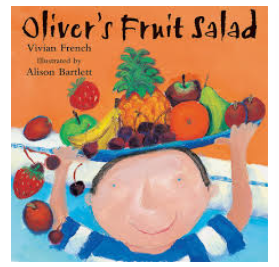 Oliver's Fruit Salad
Vivian French
Illustrated by
Alison Bartlett